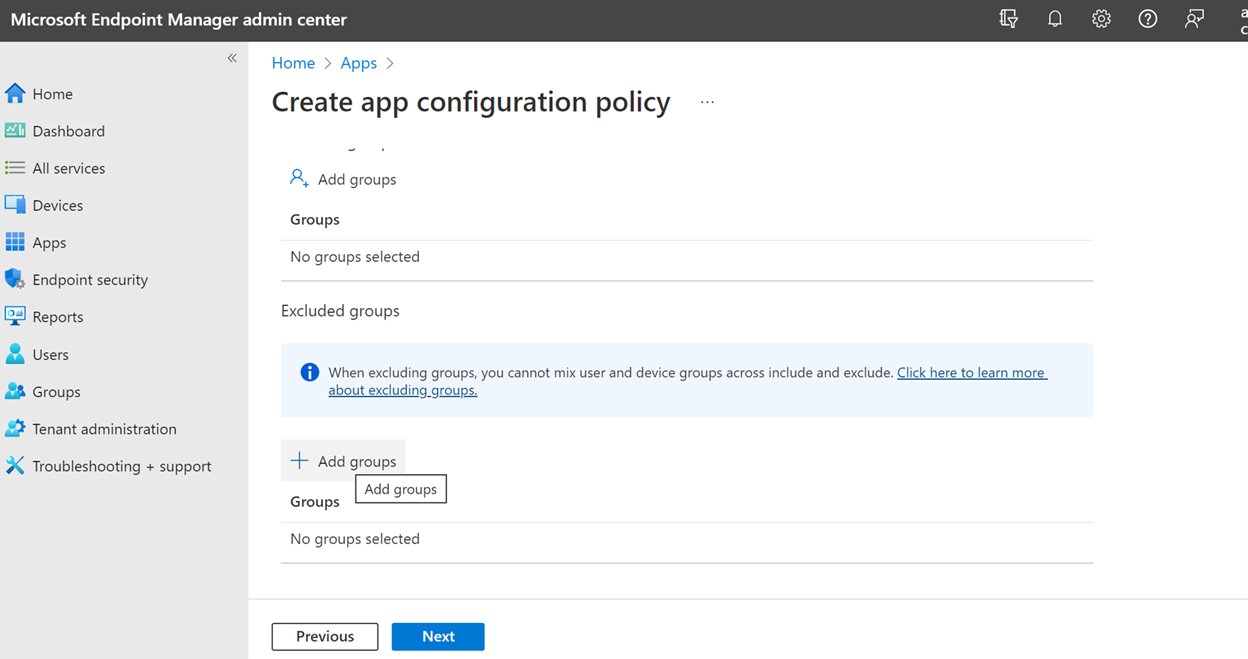 Microsoft Endpoint Manager admin center
Home
Dashboard
All services
Devices
Apps
Endpoint security
Reports
Users
Groups
Tenant administration
Troubleshooting + support
Home > Apps >
Create app configuration policy ...
Add groups
Groups
No groups selected
Excluded groups
When excluding groups, you cannot mix user and device groups across include and exclude. Click here to learn more
about excluding groups.
Add groups
Add groups
Groups
No groups selected
Previous
Next